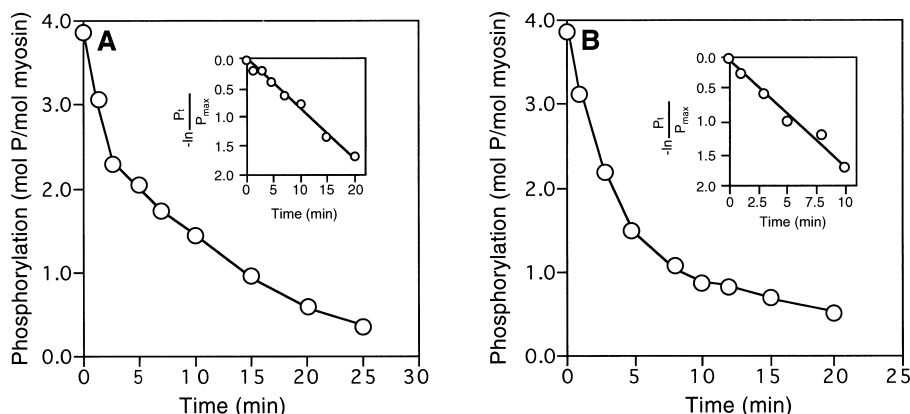 A
Phosphorylation (mol P/mol myosin)
4.0
3.0
2.0
1.0
0.0
0 5 10 15 20 25 30
Time (min)
-ln Pt
Pmax
0.0
0.5
1.0
1.5
2.0
0 5 10 15 20
Time (min)
B
Phosphorylation (mol P/mol myosin)
4.0
3.0
2.0
1.0
0.0
0 5 10 15 20 25
Time (min)
-ln Pt
Pmax
0.0
0.5
1.0
1.5
2.0
0 2.5 5 7.5 10
Time (min)